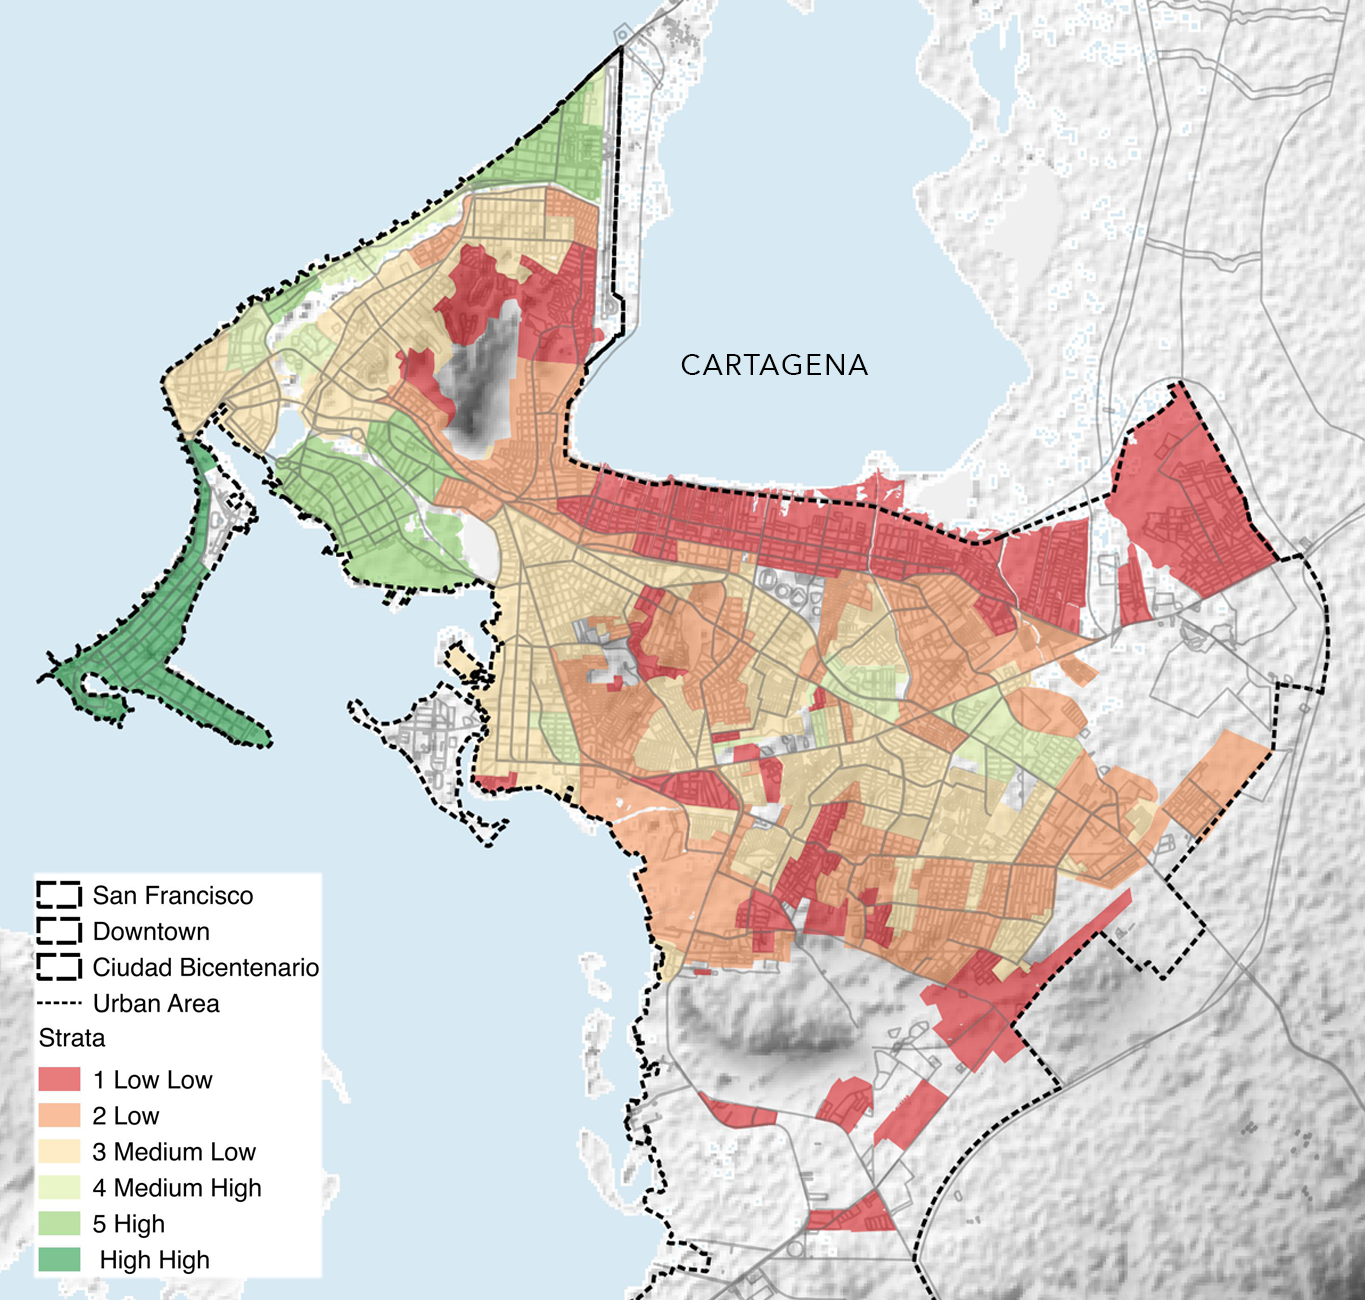 CARTAGENA
San Francisco
Downtown
Ciudad Bicentenario
Urban Area
Strata
1 Low Low
2 Low
3 Medium Low
4 Medium High
5 High
High High